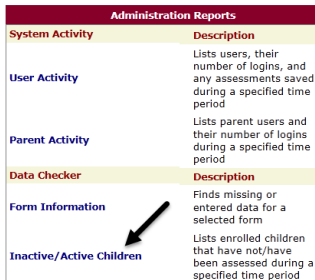 Administration Reports
System Activity Description
User Activity
Lists users, their
number of logins, and
any assessments saved
during a specified time
period
Parent Activity
Lists parent users and
their number of logins
during a specified time
period
Data Checker Description
Form Information
Finds missing or
entered data for a
selected form
Inactive/Active Children
Lists enrolled children
that have not/have
been assessed during a
specified time period